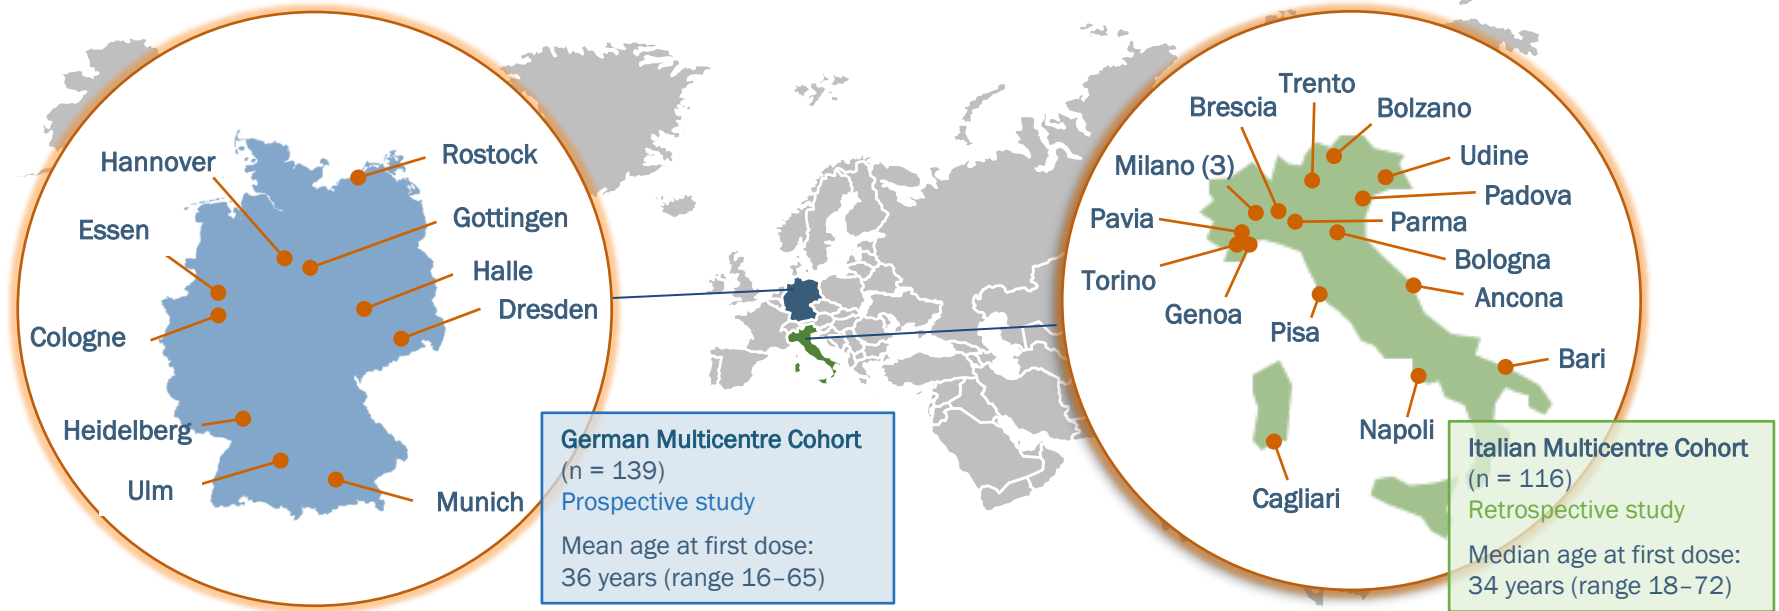 Hannover
Rostock
Essen
Gottingen
Halle
Dresden
Cologne
Heidelberg
Ulm
Munich
German Multicentre Cohort
(n = 139)
Prospective study
Mean age at first dose:
36 years (range 16–65)
Trento
Brescia
Bolzano
Milano (3)
Udine
Padova
Pavia
Parma
Bologna
Torino
Ancona
Genoa
Pisa
Bari
Napoli
Cagliari
Italian Multicentre Cohort
(n = 116)
Retrospective study
Median age at first dose:
34 years (range 18–72)